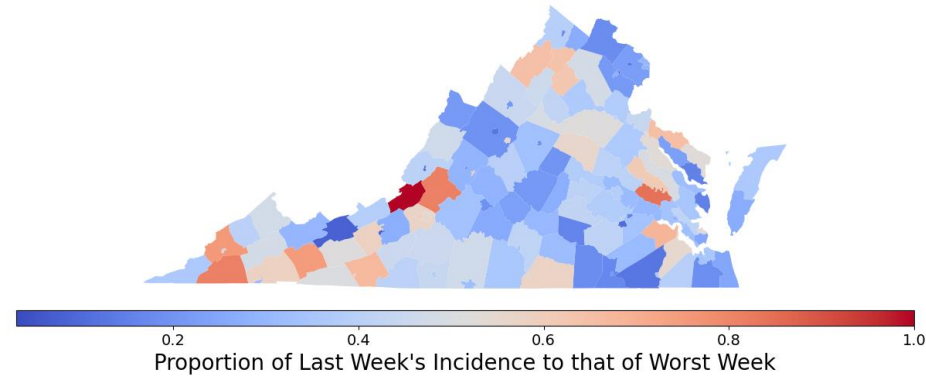 0.2 0.4 0.6 0.8 1.0
Proportion of Last Week's Incidence to that of Worst Week